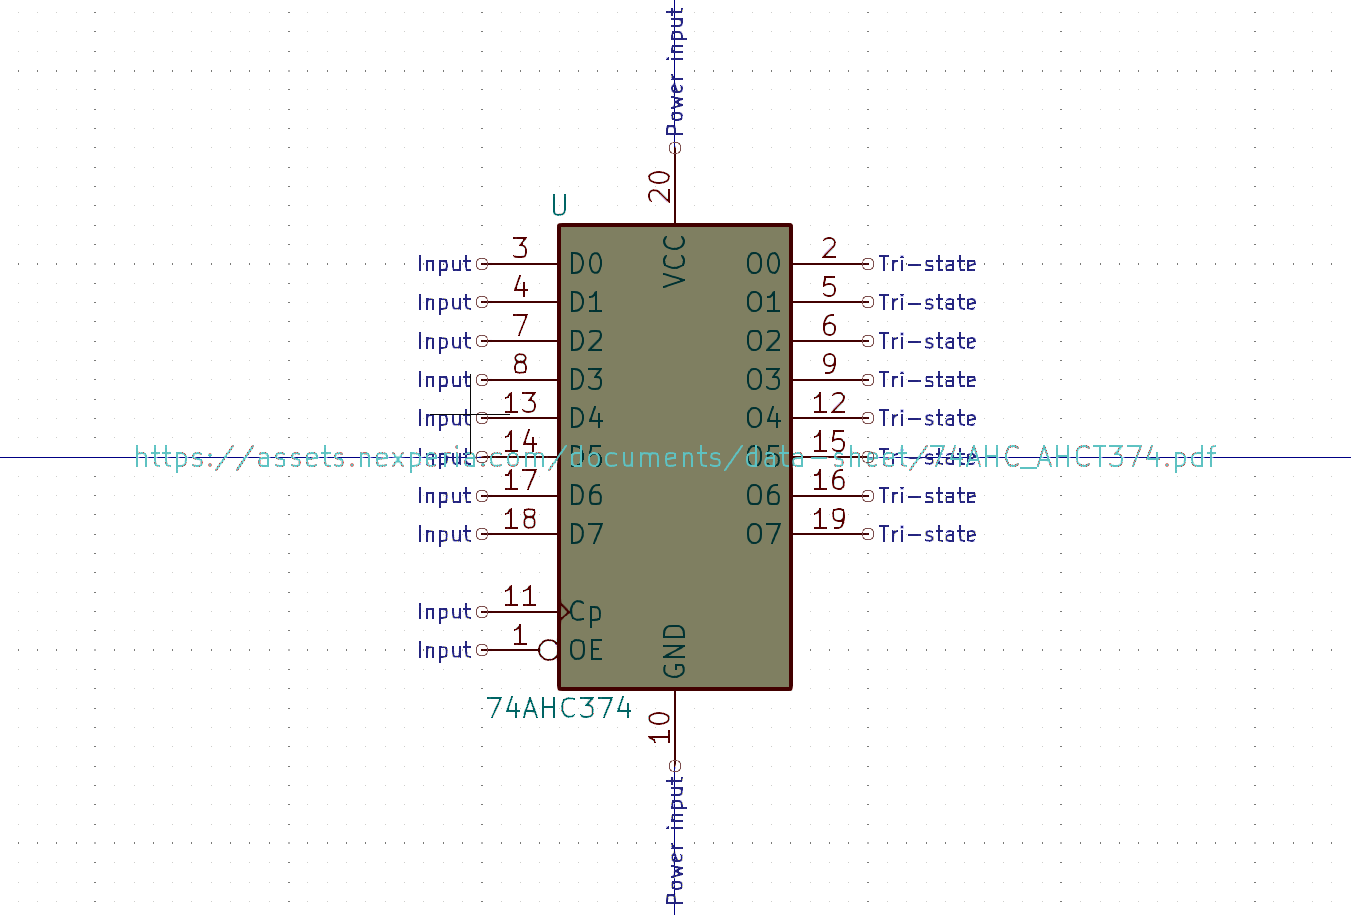 Power input
20
U
VCC
Input 3 D0 O0 2 Tri-state
Input 4 D1 O1 5 Tri-state
Input 7 D2 O2 6 Tri-state
Input 8 D3 O3 9 Tri-state
Input 13 D4 O4 12 Tri-state
Input 14 D5 O5 15 Tri-state
https://assets.nexperia.com/documents/data-sheet/74AHC_AHCT374.pdf
Input 17 D6 O6 16 Tri-state
Input 18 D7 O7 19 Tri-state
Input 11 Cp
Input 1 OE
GND
74AHC374
10
Power input